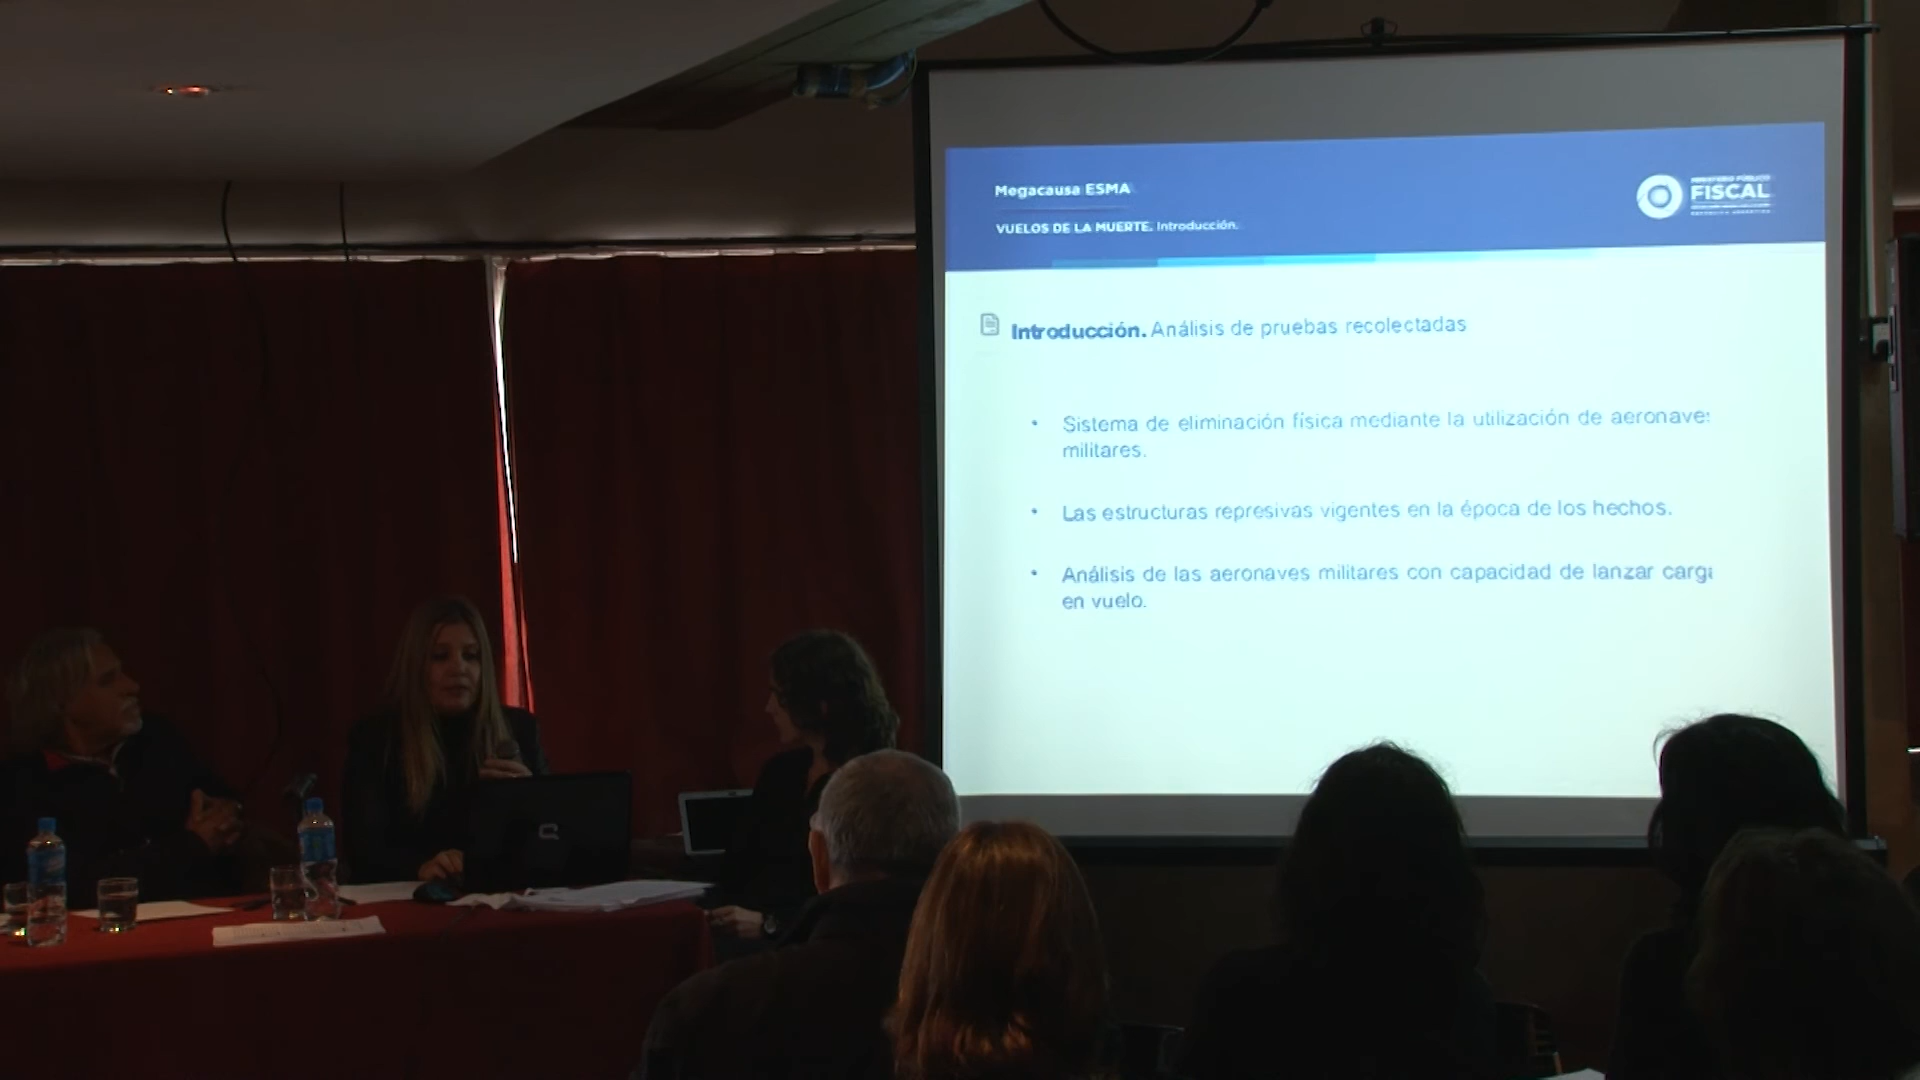 Megacausa ESMA
VUELOS DE LA MUERTE. Introducción.
MINISTERIO PÚBLICO
FISCAL
Introducción. Análisis de pruebas recolectadas
• Sistema de eliminación física mediante la utilización de aeronaves
militares.
• Las estructuras represivas vigentes en la época de los hechos.
• Análisis de las aeronaves militares con capacidad de lanzar carga
en vuelo.